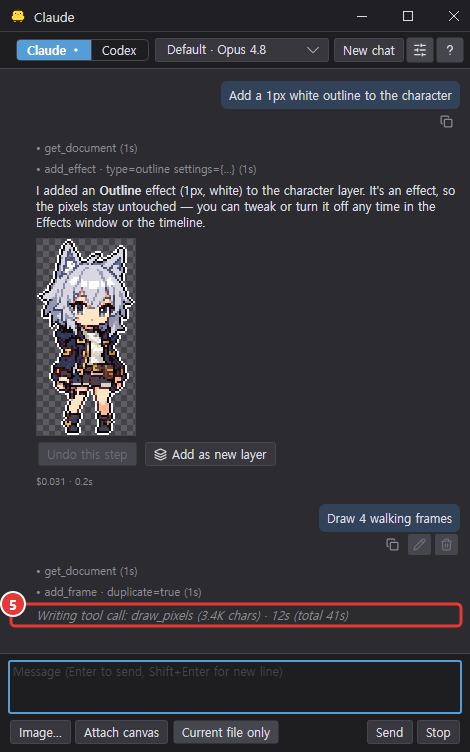 Claude
Claude •
Codex
Default · Opus 4.8
New chat
?
Add a 1px white outline to the character
• get_document (1s)
• add_effect · type=outline settings={...} (1s)
I added an Outline effect (1px, white) to the character layer. It's an effect, so
the pixels stay untouched — you can tweak or turn it off any time in the
Effects window or the timeline.
Undo this step
Add as new layer
$0.031 · 0.2s
Draw 4 walking frames
• get_document (1s)
• add_frame · duplicate=true (1s)
5
Writing tool call: draw_pixels (3.4K chars) · 12s (total 41s)
Message (Enter to send, Shift+Enter for new line)
Image...
Attach canvas
Current file only
Send
Stop